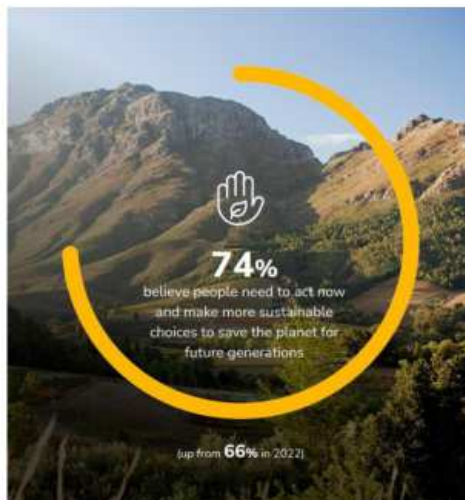 74%
believe people need to act now
and make more sustainable
choices to save the planet for
future generations
(up from 66% in 2022)